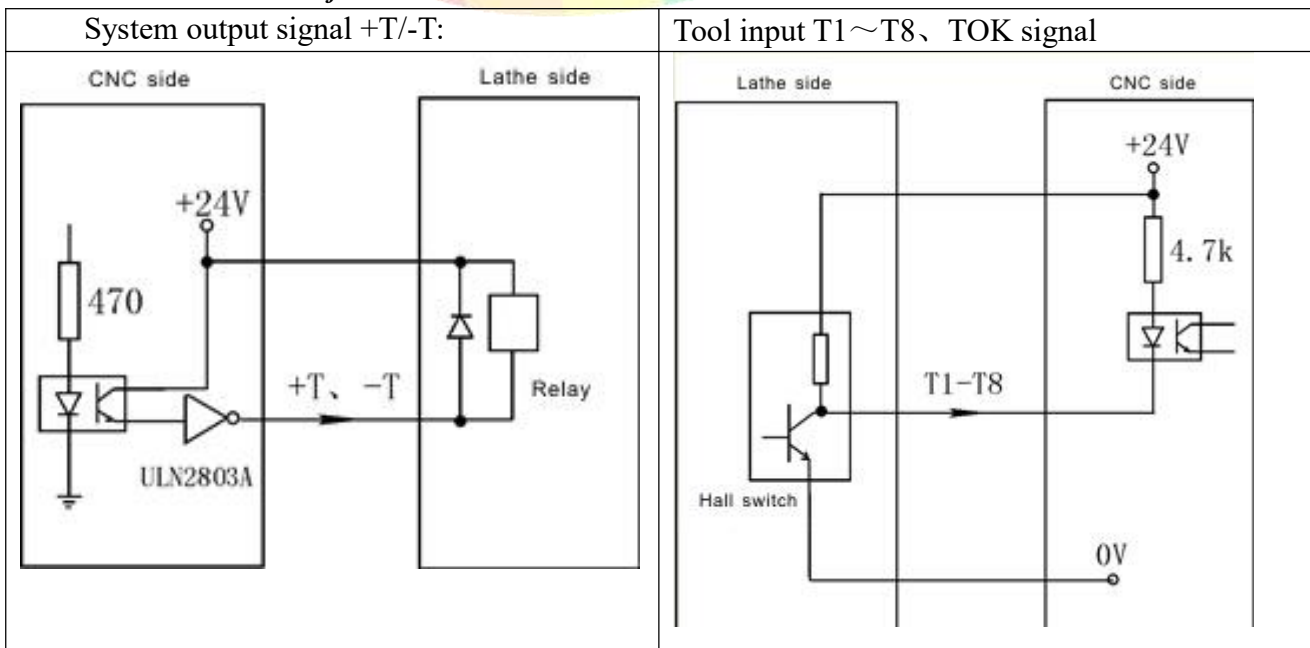 System output signal +T/-T:
Tool input T1～T8、TOK signal
CNC side
Lathe side
+24V
470
+T、-T
Relay
ULN2803A
Lathe side
CNC side
+24V
4.7k
T1-T8
Hall switch
0V